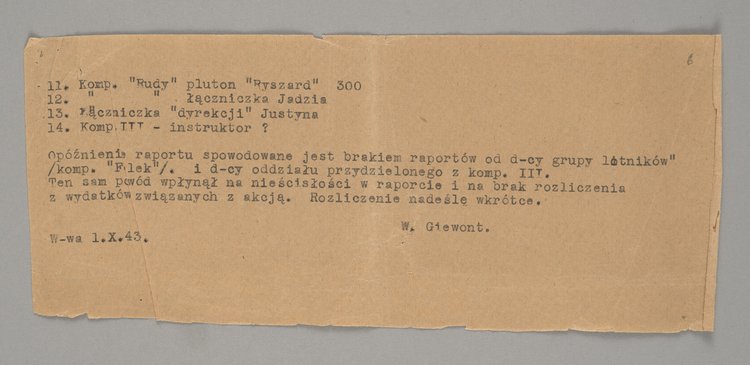 6
11. Komp. "Rudy" pluton "Ryszard" 300
12. " " łączniczka Jadzia
13. Łączniczka "dyrekcji" Justyna
14. Komp.III - instruktor ?
Opóźnienie raportu spowodowane jest brakiem raportów od d-cy grupy lotników"
/komp. "Felek"/. i d-cy oddziału przydzielonego z komp. III.
Ten sam powód wpłynął na nieścisłości w raporcie i na brak rozliczenia
z wydatków związanych z akcją. Rozliczenie nadeślę wkrótce.
W. Giewont.
W-wa 1.X.43.